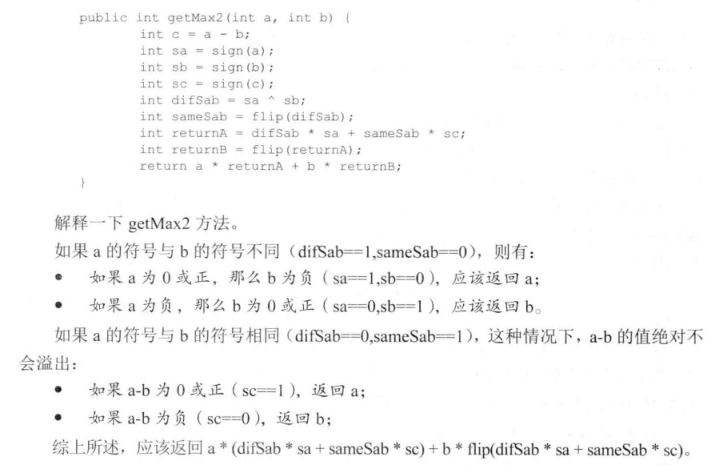 public int getMax2(int a, int b) {
int c = a - b;
int sa = sign(a);
int sb = sign(b);
int sc = sign(c);
int difSab = sa ^ sb;
int sameSab = flip(difSab);
int returnA = difSab * sa + sameSab * sc;
int returnB = flip(returnA);
return a * returnA + b * returnB;
}
解释一下 getMax2 方法。
如果 a 的符号与 b 的符号不同（difSab==1,sameSab==0），则有：
● 如果 a 为 0 或正，那么 b 为负（sa==1,sb==0），应该返回 a；
● 如果 a 为负，那么 b 为 0 或正（sa==0,sb==1），应该返回 b。
如果 a 的符号与 b 的符号相同（difSab==0,sameSab==1），这种情况下，a-b 的值绝对不
会溢出：
● 如果 a-b 为 0 或正（sc==1），返回 a；
● 如果 a-b 为负（sc==0），返回 b；
综上所述，应该返回 a * (difSab * sa + sameSab * sc) + b * flip(difSab * sa + sameSab * sc)。